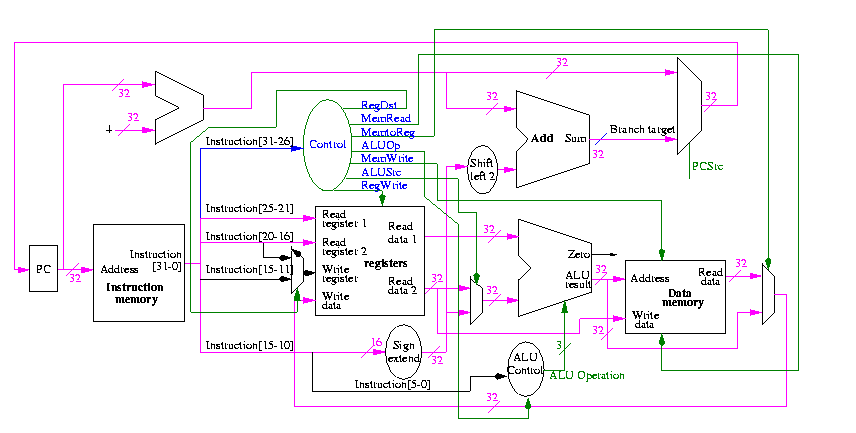 32
32
32
32
+
32
RegDst
MemRead
MemtoReg
ALUOp
MemWrite
ALUSrc
RegWrite
Control
Instruction[31-26]
32
32
Add
Sum
Branch target
32
Shift
left 2
PCSrc
Instruction[25-21]
Instruction[20-16]
Instruction[15-11]
Read
register 1
Read
register 2
Write
register
Write
data
Read
data 1
registers
Read
data 2
32
32
32
32
Zero
ALU
result
32
32
Address
Read
data
Data
memory
Write
data
32
PC
32
Address
Instruction
[31-0]
Instruction
memory
Instruction[15-10]
16
Sign
extend
32
Instruction[5-0]
ALU
Control
3
ALU Operation
32